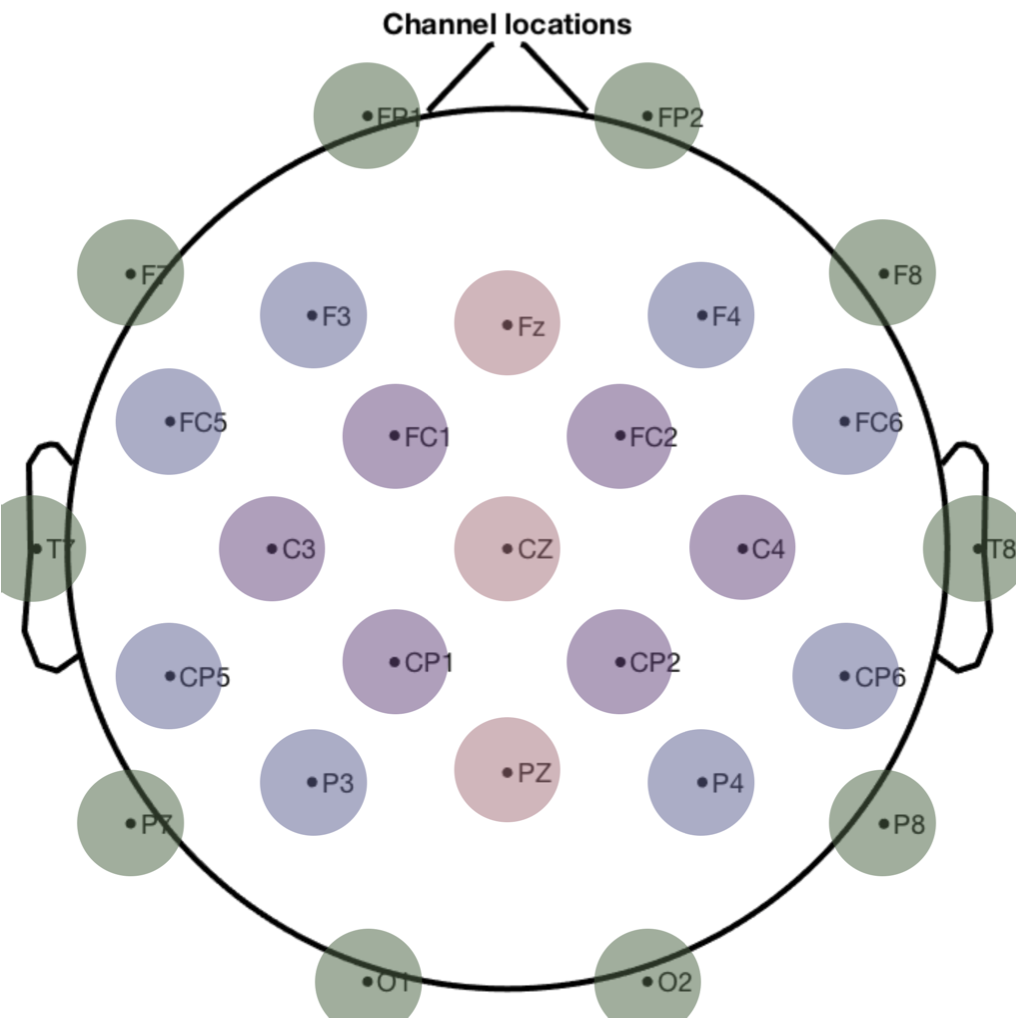 Channel locations
FP1 FP2
F7 F8
F3 Fz F4
FC5 FC1 FC2 FC6
T7 C3 CZ C4 T8
CP5 CP1 CP2 CP6
P3 PZ P4
P7 P8
O1 O2